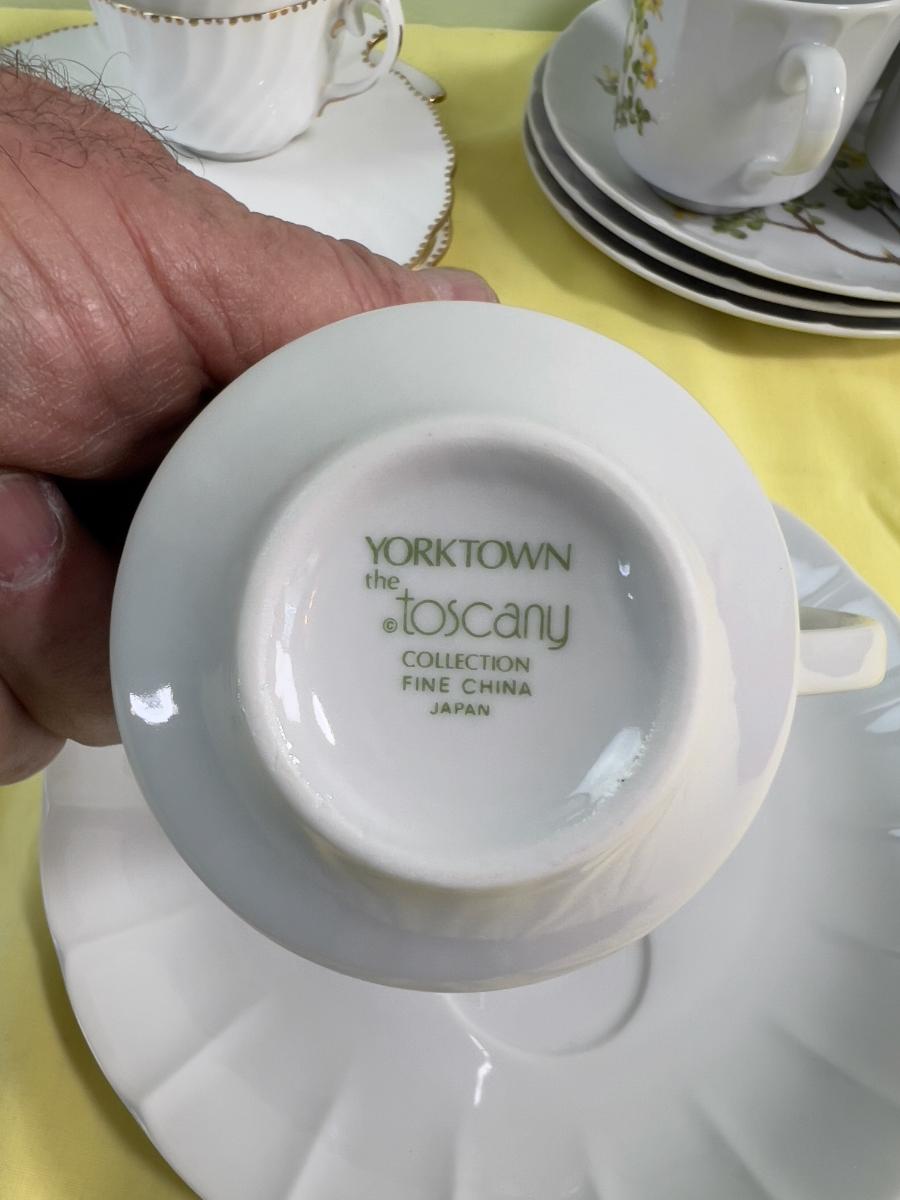 YORKTOWN
the
©toscany
COLLECTION
FINE CHINA
JAPAN